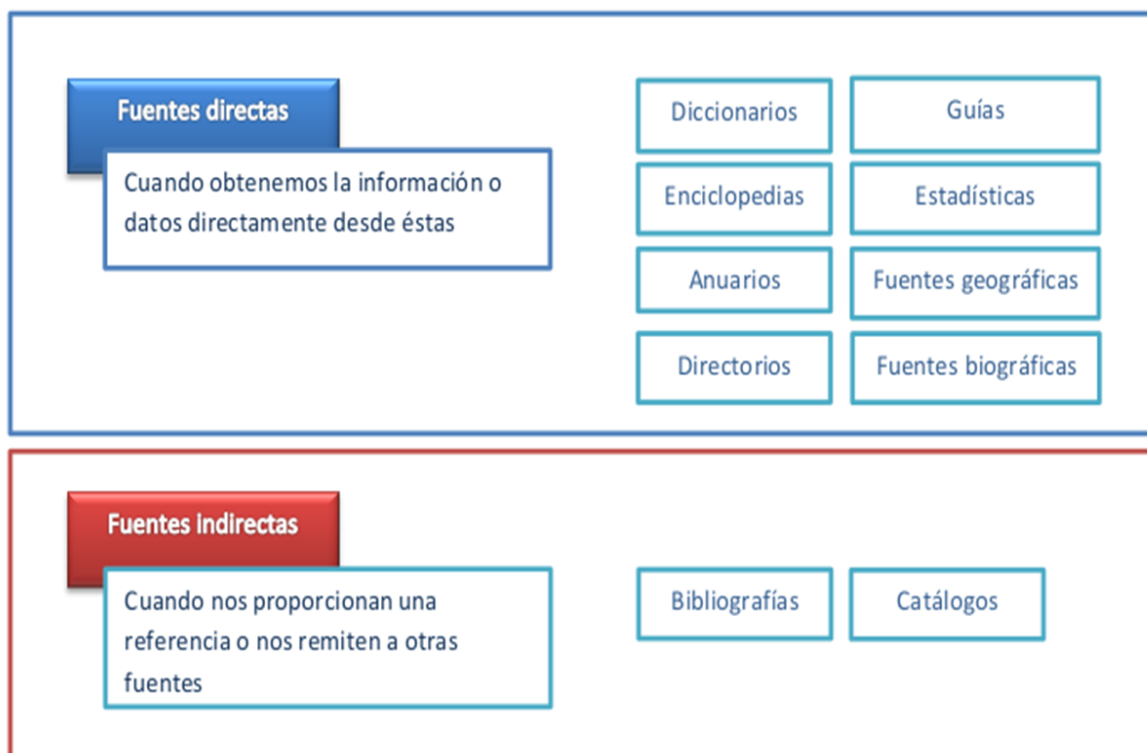 Fuentes directas
Cuando obtenemos la información o
datos directamente desde éstas
Diccionarios
Guías
Enciclopedias
Estadísticas
Anuarios
Fuentes geográficas
Directorios
Fuentes biográficas
Fuentes indirectas
Cuando nos proporcionan una
referencia o nos remiten a otras
fuentes
Bibliografías
Catálogos